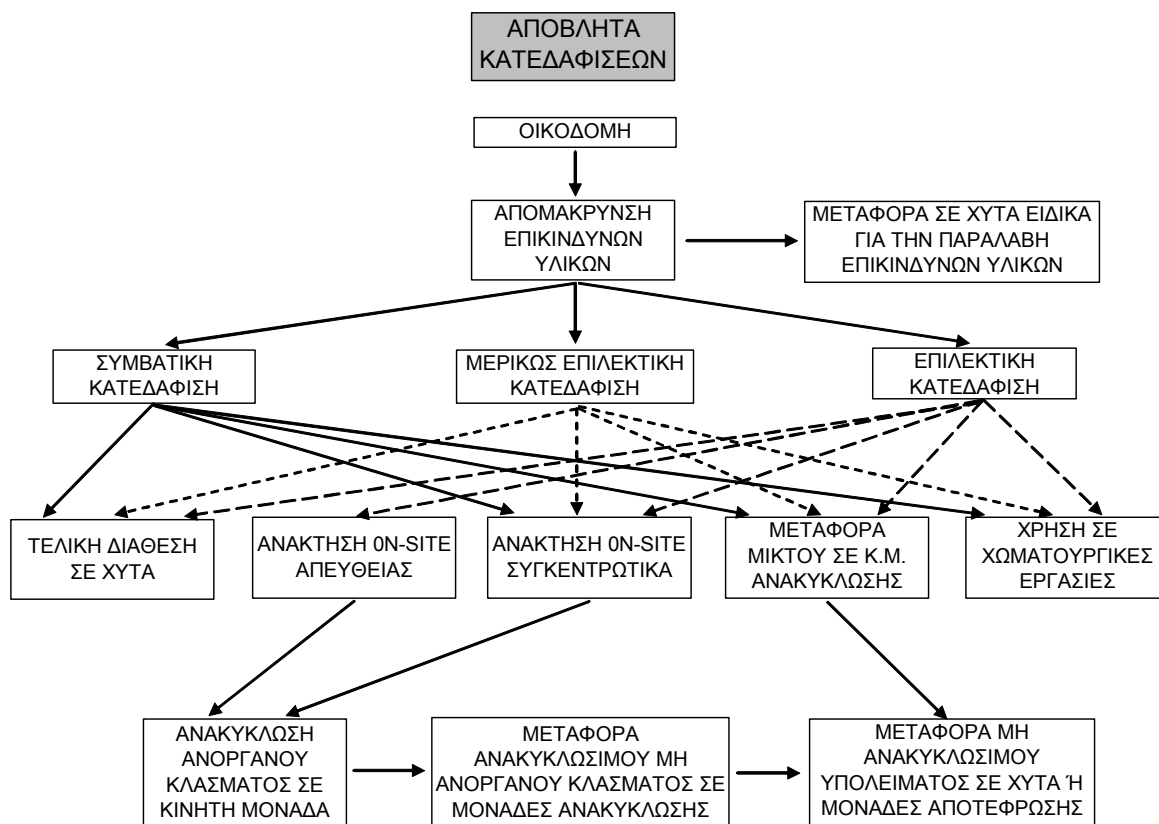 ΑΠΟΒΛΗΤΑ
ΚΑΤΕΔΑΦΙΣΕΩΝ
ΟΙΚΟΔΟΜΗ
ΑΠΟΜΑΚΡΥΝΣΗ
ΕΠΙΚΙΝΔΥΝΩΝ
ΥΛΙΚΩΝ
ΜΕΤΑΦΟΡΑ ΣΕ ΧΥΤΑ ΕΙΔΙΚΑ
ΓΙΑ ΤΗΝ ΠΑΡΑΛΑΒΗ
ΕΠΙΚΙΝΔΥΝΩΝ ΥΛΙΚΩΝ
ΣΥΜΒΑΤΙΚΗ
ΚΑΤΕΔΑΦΙΣΗ
ΜΕΡΙΚΩΣ ΕΠΙΛΕΚΤΙΚΗ
ΚΑΤΕΔΑΦΙΣΗ
ΕΠΙΛΕΚΤΙΚΗ
ΚΑΤΕΔΑΦΙΣΗ
ΤΕΛΙΚΗ ΔΙΑΘΕΣΗ
ΣΕ ΧΥΤΑ
ΑΝΑΚΤΗΣΗ 0N-SITE
ΑΠΕΥΘΕΙΑΣ
ΑΝΑΚΤΗΣΗ 0N-SITE
ΣΥΓΚΕΝΤΡΩΤΙΚΑ
ΜΕΤΑΦΟΡΑ
ΜΙΚΤΟΥ ΣΕ Κ.Μ.
ΑΝΑΚΥΚΛΩΣΗΣ
ΧΡΗΣΗ ΣΕ
ΧΩΜΑΤΟΥΡΓΙΚΕΣ
ΕΡΓΑΣΙΕΣ
ΑΝΑΚΥΚΛΩΣΗ
ΑΝΟΡΓΑΝΟΥ
ΚΛΑΣΜΑΤΟΣ ΣΕ
ΚΙΝΗΤΗ ΜΟΝΑΔΑ
ΜΕΤΑΦΟΡΑ
ΑΝΑΚΥΚΛΩΣΙΜΟΥ ΜΗ
ΑΝΟΡΓΑΝΟΥ ΚΛΑΣΜΑΤΟΣ ΣΕ
ΜΟΝΑΔΕΣ ΑΝΑΚΥΚΛΩΣΗΣ
ΜΕΤΑΦΟΡΑ ΜΗ
ΑΝΑΚΥΚΛΩΣΙΜΟΥ
ΥΠΟΛΕΙΜΑΤΟΣ ΣΕ ΧΥΤΑ Ή
ΜΟΝΑΔΕΣ ΑΠΟΤΕΦΡΩΣΗΣ